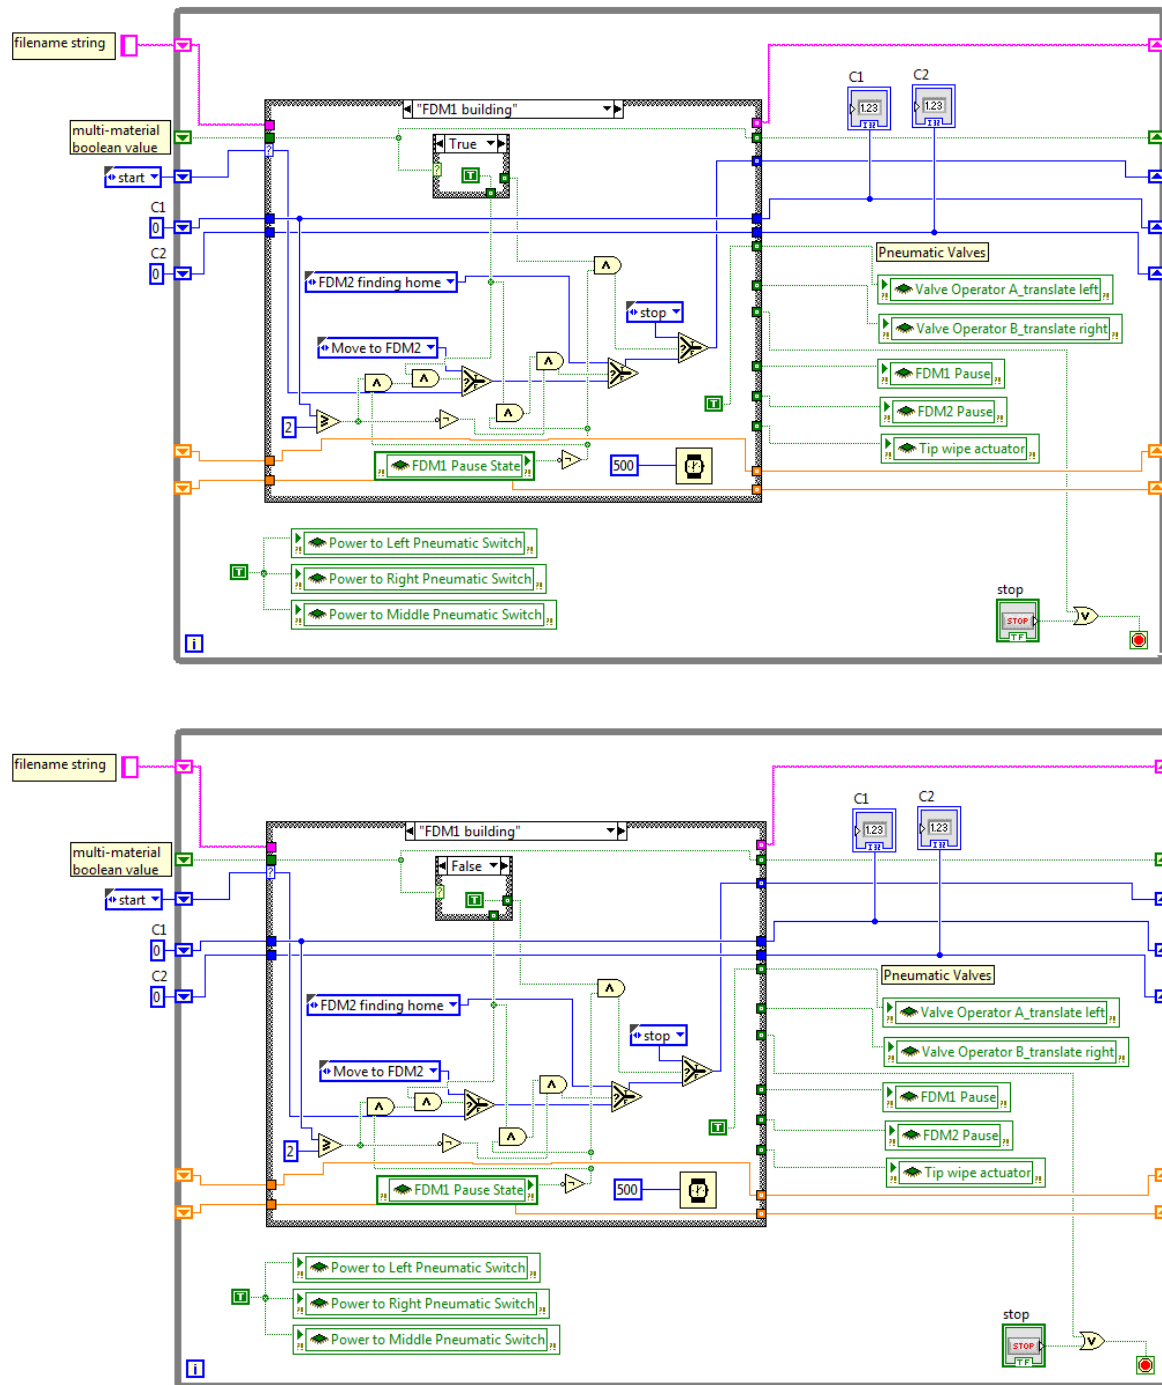 filename string
C1
C2
"FDM1 building"
1.23
1.23
I32
I32
multi-material
boolean value
True
T
start
C1
0
C2
0
Pneumatic Valves
FDM2 finding home
Valve Operator A_translate left
stop
Valve Operator B_translate right
Move to FDM2
FDM1 Pause
T
FDM2 Pause
2
Tip wipe actuator
FDM1 Pause State
500
Power to Left Pneumatic Switch
T
Power to Right Pneumatic Switch
stop
Power to Middle Pneumatic Switch
STOP
TF
i
filename string
C1
C2
"FDM1 building"
1.23
1.23
I32
I32
multi-material
boolean value
False
T
start
C1
0
C2
0
Pneumatic Valves
FDM2 finding home
Valve Operator A_translate left
stop
Valve Operator B_translate right
Move to FDM2
FDM1 Pause
T
FDM2 Pause
2
Tip wipe actuator
FDM1 Pause State
500
Power to Left Pneumatic Switch
T
Power to Right Pneumatic Switch
stop
Power to Middle Pneumatic Switch
STOP
TF
i